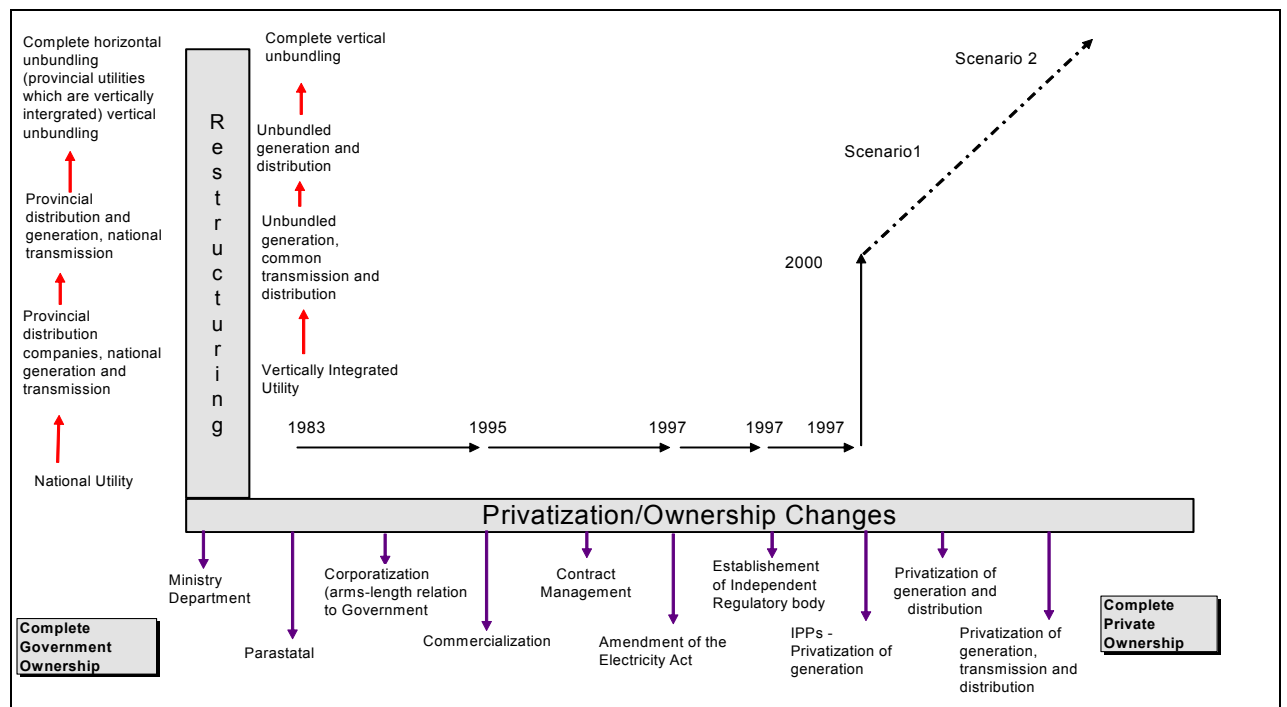 Complete horizontal
unbundling
(provincial utilities
which are vertically
intergrated) vertical
unbundling
Provincial
distribution and
generation, national
transmission
Provincial
distribution
companies, national
generation and
transmission
National Utility
Restructuring
Complete vertical
unbundling
Unbundled
generation and
distribution
Unbundled
generation,
common
transmission and
distribution
Vertically Integrated
Utility
Scenario 2
Scenario1
2000
1983
1995
1997
1997
1997
Privatization/Ownership Changes
Ministry
Department
Parastatal
Corporatization
(arms-length relation
to Government
Commercialization
Contract
Management
Amendment of the
Electricity Act
Establishement
of Independent
Regulatory body
IPPs -
Privatization of
generation
Privatization of
generation and
distribution
Privatization of
generation,
transmission and
distribution
Complete
Government
Ownership
Complete
Private
Ownership